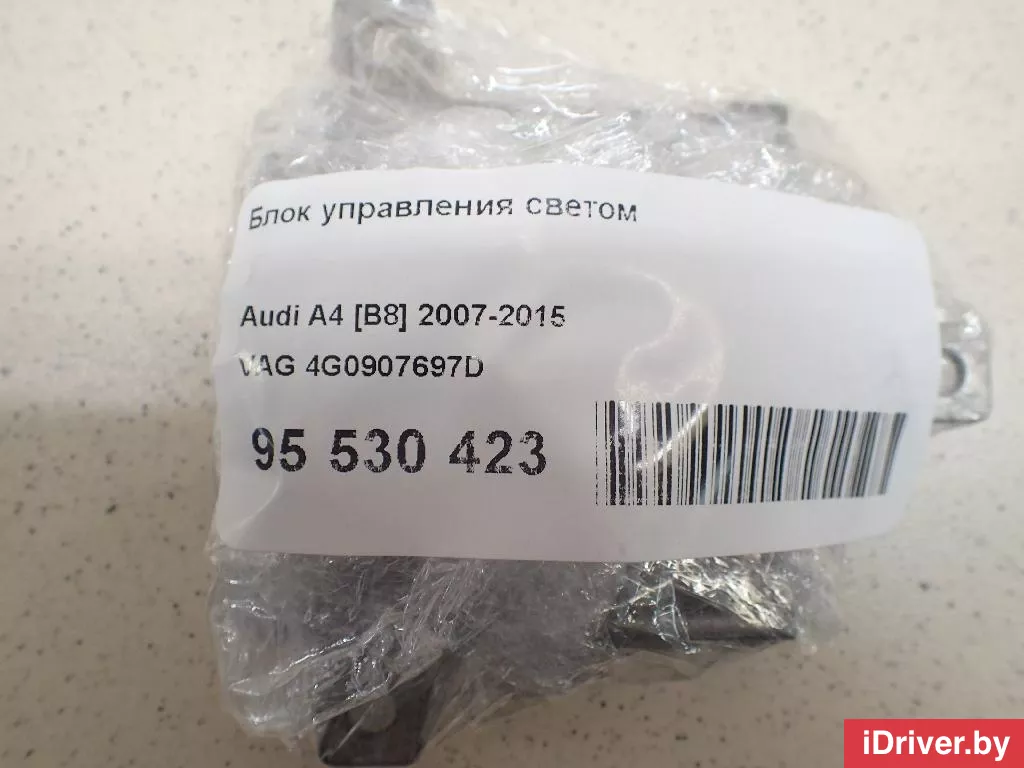 Блок управления светом
Audi A4 [B8] 2007-2015
VAG 4G0907697D
95 530 423
iDriver.by